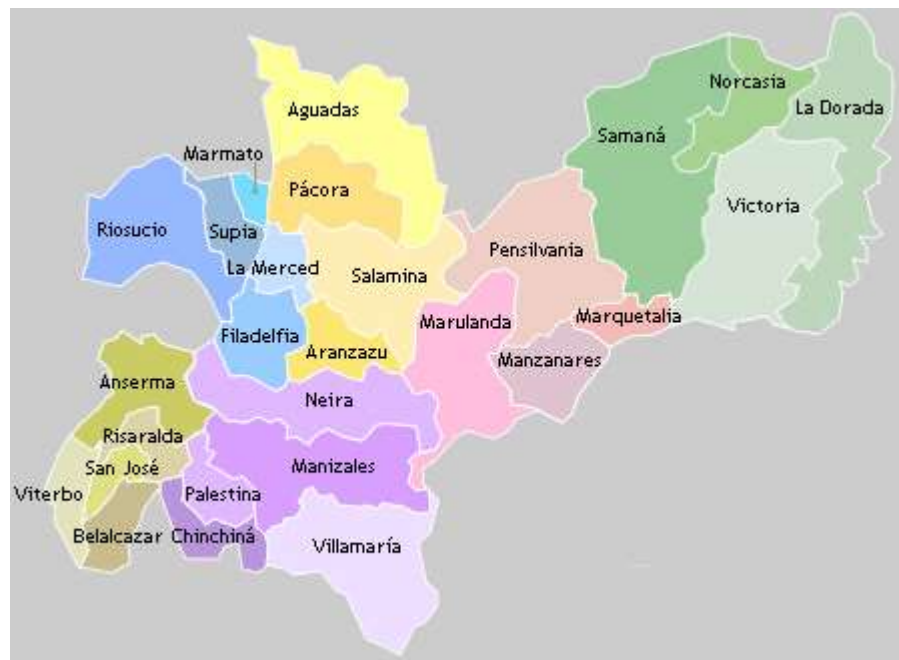 Norcasia
La Dorada
Aguadas
Samaná
Marmato
Pácora
Victoria
Riosucio
Supia
Pensilvania
La Merced
Salamina
Marquetalia
Marulanda
Filadelfia
Aranzazu
Manzanares
Anserma
Neira
Risaralda
San José
Manizales
Viterbo
Palestina
Belalcazar
Chinchiná
Villamaría